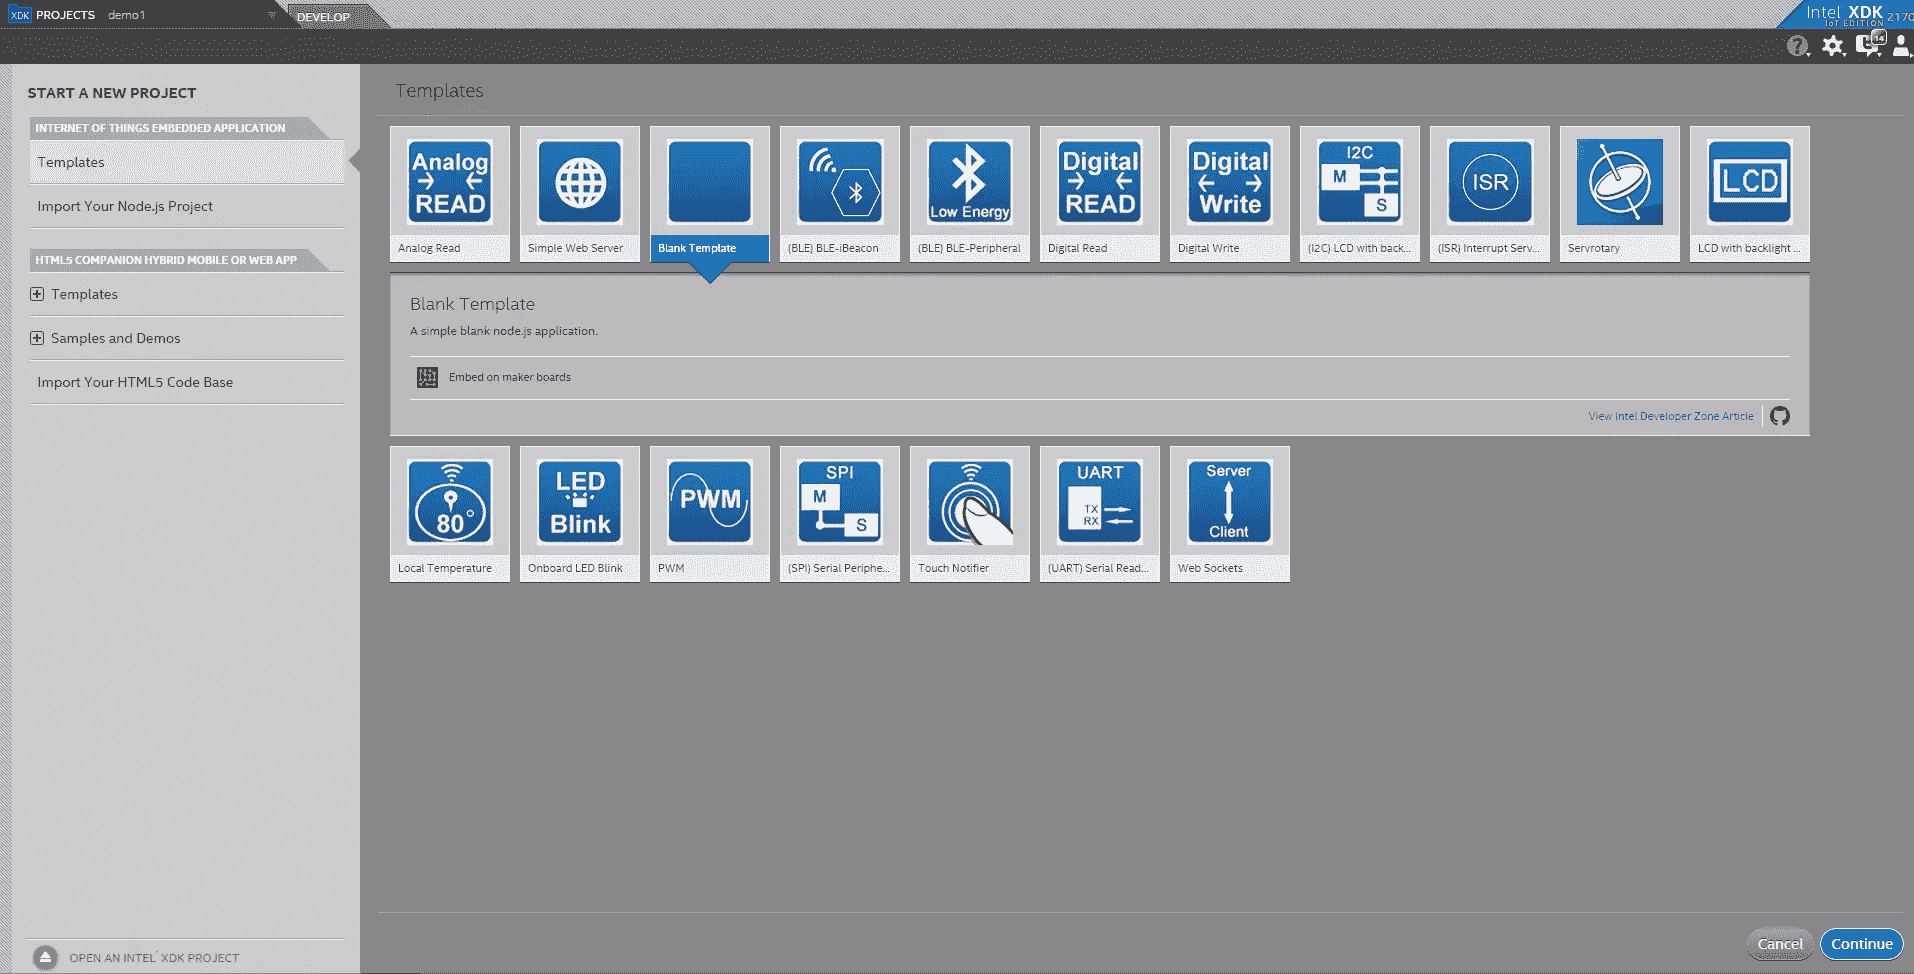 XDK PROJECTS demo1 DEVELOP
Intel XDK 2170
IoT EDITION
? 14
START A NEW PROJECT
INTERNET OF THINGS EMBEDDED APPLICATION
Templates
Import Your Node.js Project
HTML5 COMPANION HYBRID MOBILE OR WEB APP
Templates
Samples and Demos
Import Your HTML5 Code Base
OPEN AN INTEL® XDK PROJECT
Templates
Analog
READ
Analog Read
Simple Web Server
Blank Template
(BLE) BLE-iBeacon
Low Energy
(BLE) BLE-Peripheral
Digital
READ
Digital Read
Digital
Write
Digital Write
I2C
M
S
(I2C) LCD with back...
ISR
(ISR) Interrupt Serv...
Servrotary
LCD
LCD with backlight ...
Blank Template
A simple blank node.js application.
Embed on maker boards
View Intel Developer Zone Article
80°
Local Temperature
LED
Blink
Onboard LED Blink
PWM
PWM
SPI
M
S
(SPI) Serial Periphe...
Touch Notifier
UART
TX
RX
(UART) Serial Read...
Server
Client
Web Sockets
Cancel Continue